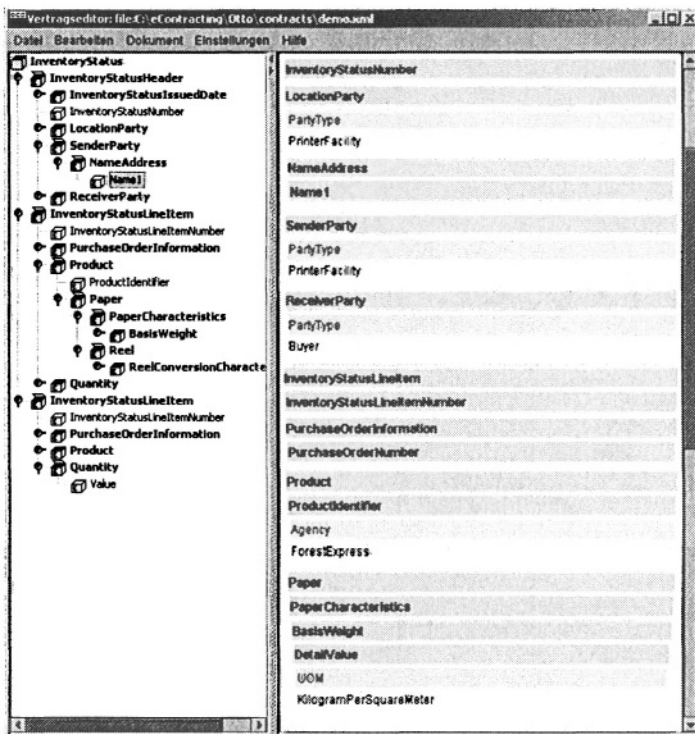 Vertragseditor: file:C:\eContracting\Otto\contracts\demo.xml
Datei Bearbeiten Dokument Einstellungen Hilfe
InventoryStatus
InventoryStatusHeader
InventoryStatusIssuedDate
InventoryStatusNumber
LocationParty
SenderParty
NameAddress
Name1
ReceiverParty
InventoryStatusLineItem
InventoryStatusLineItemNumber
PurchaseOrderInformation
Product
ProductIdentifier
Paper
PaperCharacteristics
BasisWeight
Reel
ReelConversionCharacte
Quantity
InventoryStatusLineItem
InventoryStatusLineItemNumber
PurchaseOrderInformation
Product
Quantity
Value
InventoryStatusNumber
LocationParty
PartyType
PrinterFacility
NameAddress
Name1
SenderParty
PartyType
PrinterFacility
ReceiverParty
PartyType
Buyer
InventoryStatusLineItem
InventoryStatusLineItemNumber
PurchaseOrderInformation
PurchaseOrderNumber
Product
ProductIdentifier
Agency
ForestExpress
Paper
PaperCharacteristics
BasisWeight
DetailValue
UOM
KilogramPerSquareMeter